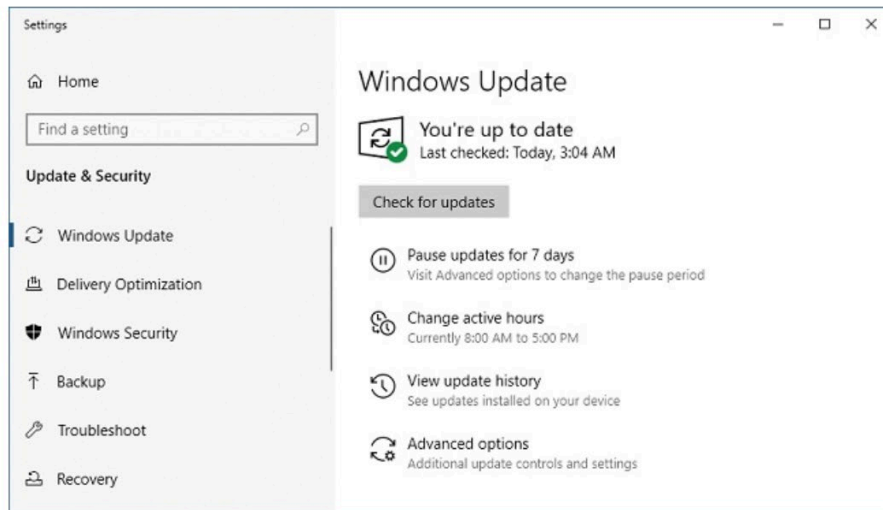 Settings
Home
Find a setting
Update & Security
Windows Update
Delivery Optimization
Windows Security
Backup
Troubleshoot
Recovery
Windows Update
You're up to date
Last checked: Today, 3:04 AM
Check for updates
Pause updates for 7 days
Visit Advanced options to change the pause period
Change active hours
Currently 8:00 AM to 5:00 PM
View update history
See updates installed on your device
Advanced options
Additional update controls and settings